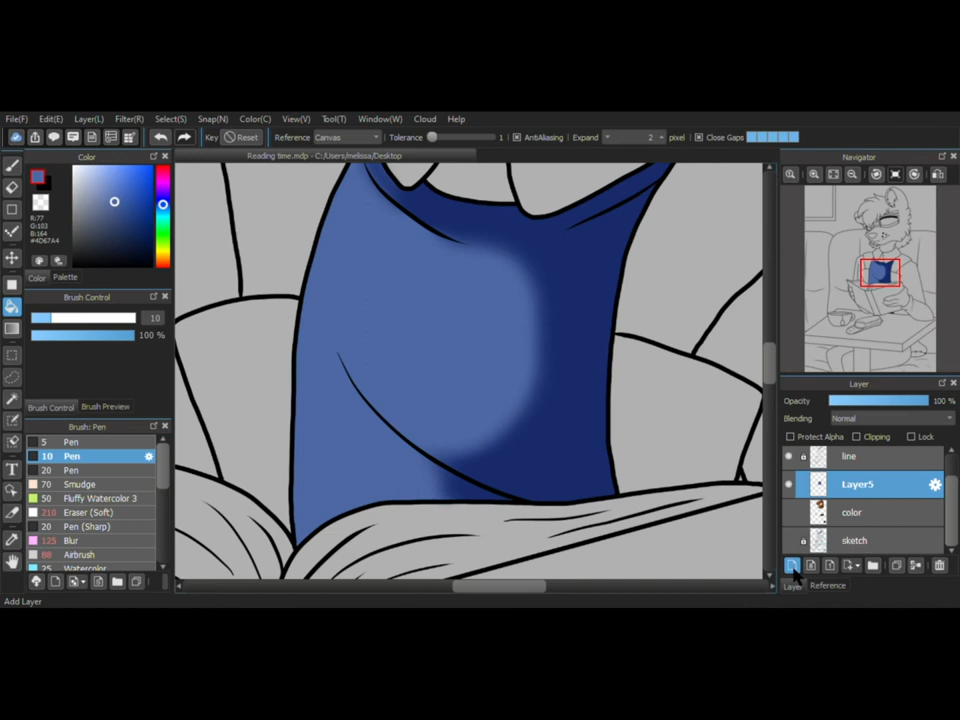 File(F) Edit(E) Layer(L) Filter(R) Select(S) Snap(N) Color(C) View(V) Tool(T) Window(W) Cloud Help
Key Reset Reference Canvas Tolerance 1 AntiAliasing Expand 2 pixel Close Gaps
Color
Reading time.mdp - C:/Users/melissa/Desktop
Navigator
R:77
G:103
B:164
#4D67A4
Color Palette
Brush Control
10
100 %
Brush Control Brush Preview
Brush: Pen
5 Pen
10 Pen
20 Pen
70 Smudge
50 Fluffy Watercolor 3
210 Eraser (Soft)
20 Pen (Sharp)
125 Blur
88 Airbrush
25 Watercolor
Layer
Opacity 100 %
Blending Normal
Protect Alpha Clipping Lock
line
Layer5
color
sketch
Layer Reference
Add Layer